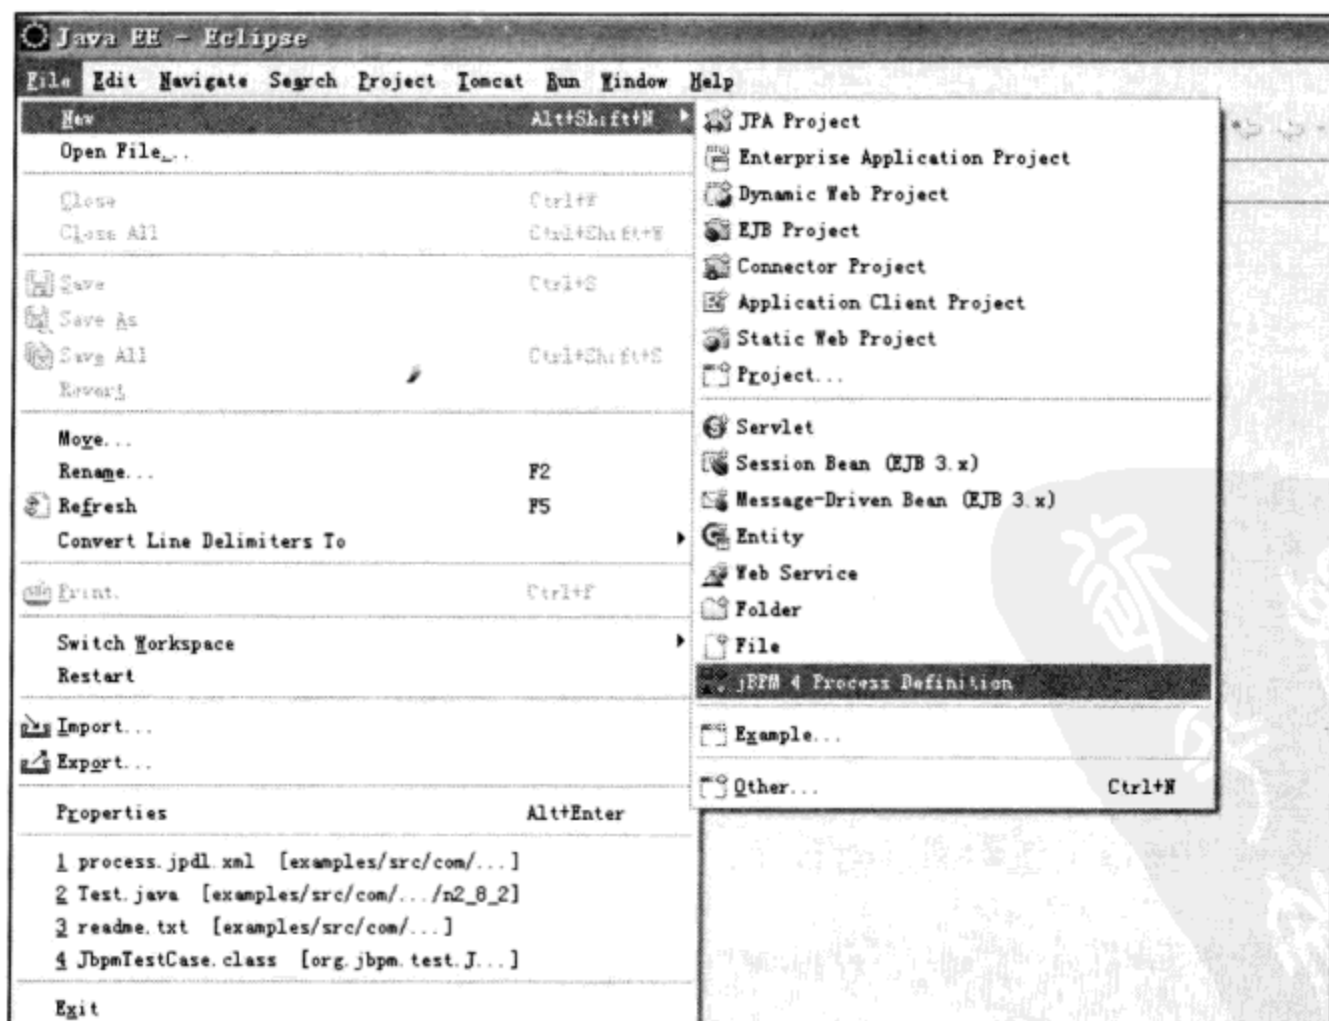 Java EE - Eclipse
File Edit Navigate Search Project Tomcat Run Window Help
New Alt+Shift+N
Open File...
Close Ctrl+W
Close All Ctrl+Shift+W
Save Ctrl+S
Save As
Save All Ctrl+Shift+S
Revert
Move...
Rename... F2
Refresh F5
Convert Line Delimiters To
Print... Ctrl+P
Switch Workspace
Restart
Import...
Export...
Properties Alt+Enter
1 process.jpdl.xml [examples/src/com/...]
2 Test.java [examples/src/com/.../n2_8_2]
3 readme.txt [examples/src/com/...]
4 JbpmTestCase.class [org.jbpm.test.J...]
Exit
JPA Project
Enterprise Application Project
Dynamic Web Project
EJB Project
Connector Project
Application Client Project
Static Web Project
Project...
Servlet
Session Bean (EJB 3.x)
Message-Driven Bean (EJB 3.x)
Entity
Web Service
Folder
File
jBPM 4 Process Definition
Example...
Other... Ctrl+N